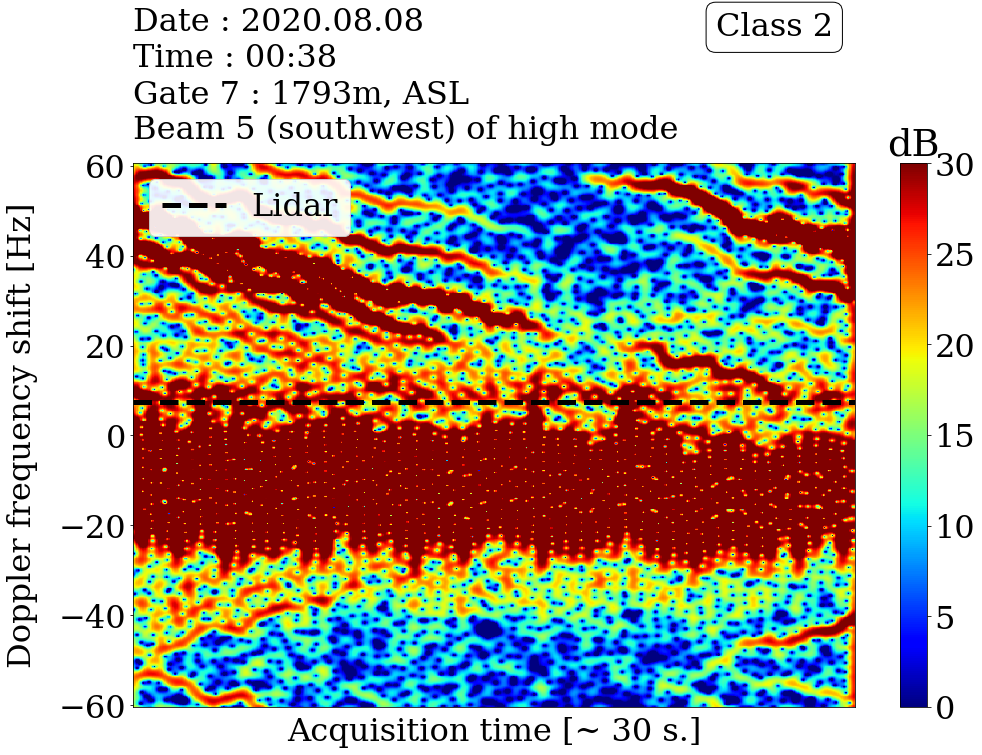 Date : 2020.08.08
Time : 00:38
Gate 7 : 1793m, ASL
Beam 5 (southwest) of high mode
Class 2
dB
Lidar
Doppler frequency shift [Hz]
60
40
20
0
−20
−40
−60
30
25
20
15
10
5
0
Acquisition time [~ 30 s.]